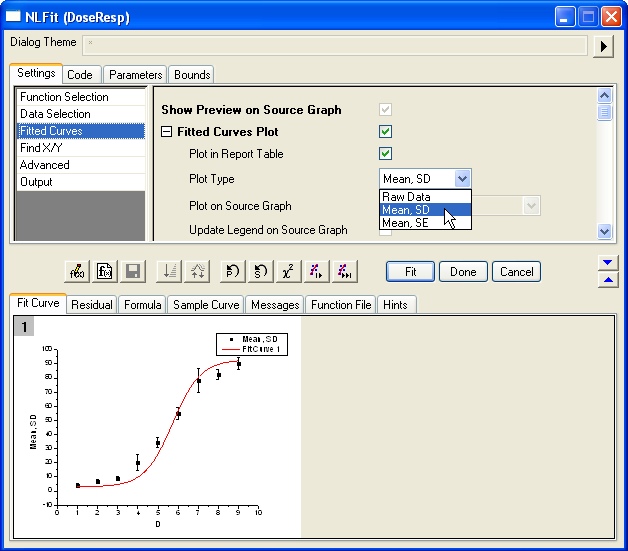 NLFit (DoseResp)
Dialog Theme *
Settings Code Parameters Bounds
Function Selection
Data Selection
Fitted Curves
Find X/Y
Advanced
Output
Show Preview on Source Graph
Fitted Curves Plot
Plot in Report Table
Plot Type Mean, SD
Raw Data
Mean, SD
Mean, SE
Plot on Source Graph
Update Legend on Source Graph
Fit Done Cancel
Fit Curve Residual Formula Sample Curve Messages Function File Hints
1
Mean, SD
FitCurve 1
100
90
80
70
60
50
40
30
20
10
0
-10
Mean, SD
0 1 2 3 4 5 6 7 8 9 10
D